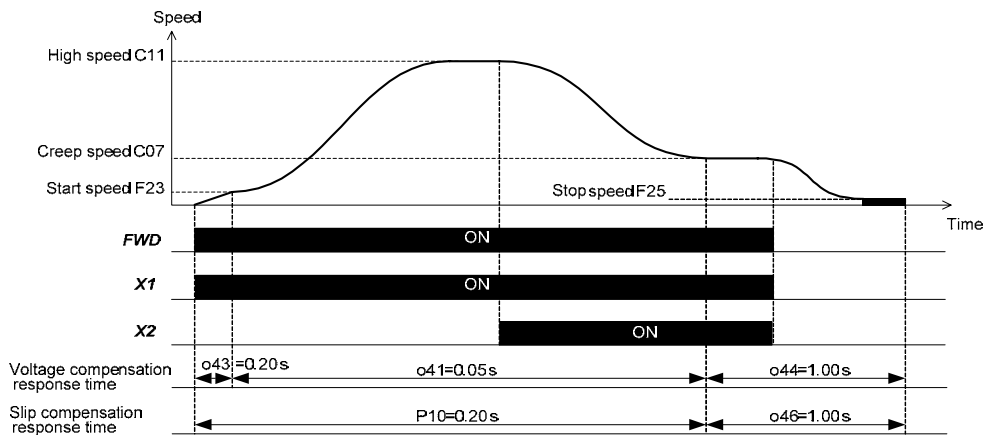 Speed
High speed C11
Creep speed C07
Start speed F23
Stop speed F25
Time
FWD
ON
X1
ON
X2
ON
Voltage compensation
response time
o43 =0.20s
o41=0.05s
o44=1.00s
Slip compensation
response time
P10=0.20s
o46=1.00s